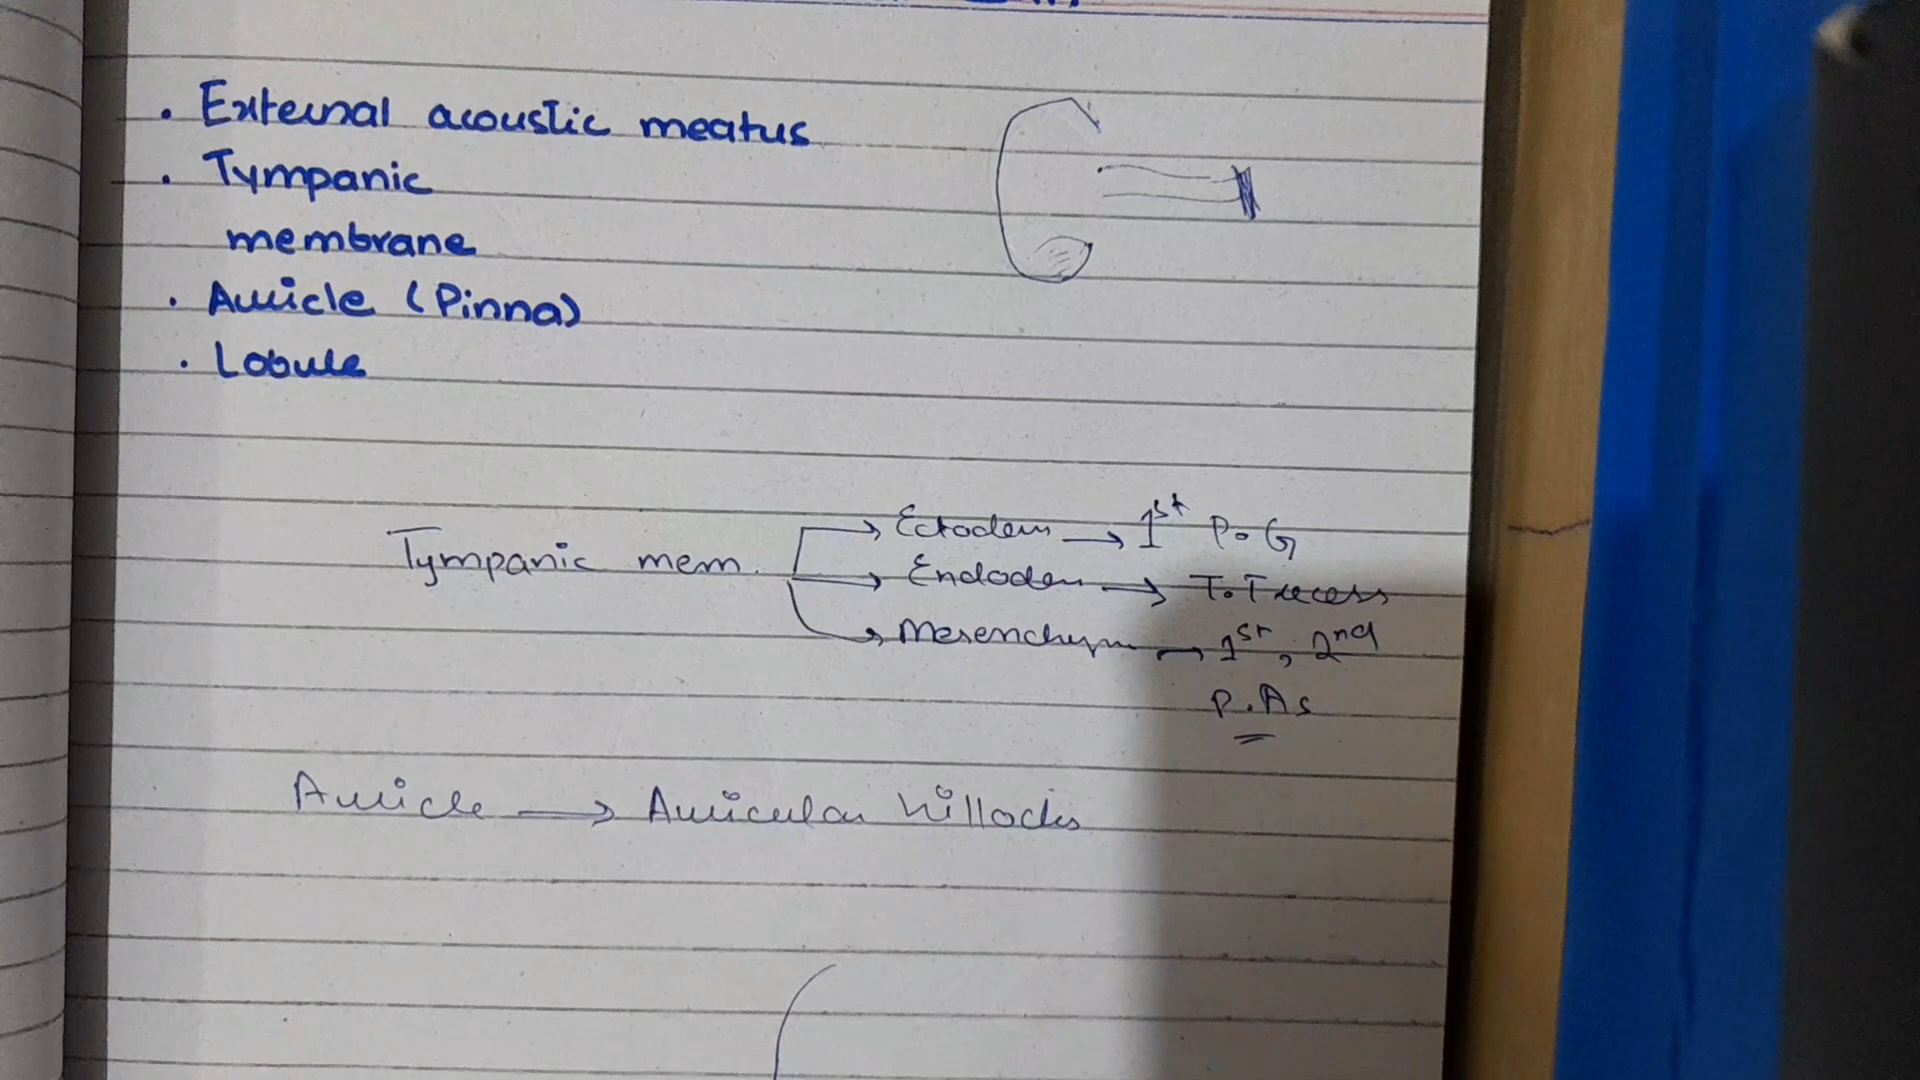 . External acoustic meatus
. Tympanic
membrane
. Auricle (Pinna)
. Lobule
Tympanic mem.
Ectoderm → 1st P.G
Endoderm → T.T recess
Mesenchym → 1st, 2nd
P.As
Auricle → Auricular hillocks